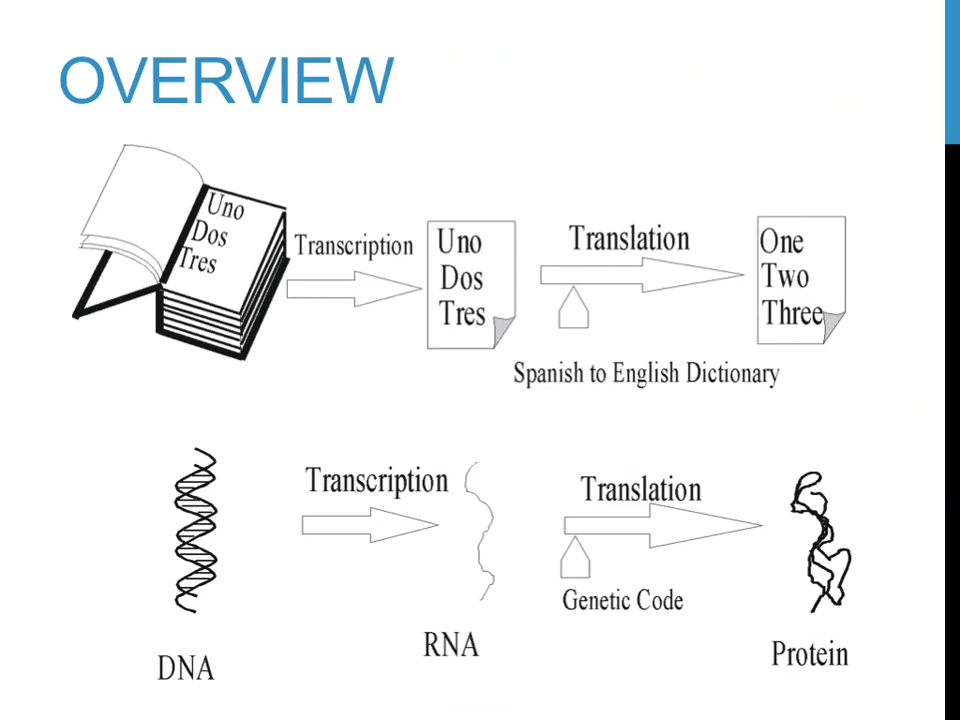 OVERVIEW
Uno
Dos
Tres
Transcription
Uno
Dos
Tres
Translation
Spanish to English Dictionary
One
Two
Three
DNA
Transcription
RNA
Translation
Genetic Code
Protein